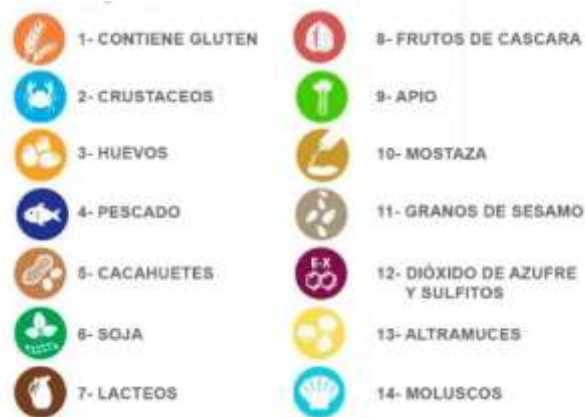 1- CONTIENE GLUTEN
2- CRUSTACEOS
3- HUEVOS
4- PESCADO
5- CACAHUETES
6- SOJA
7- LACTEOS
8- FRUTOS DE CASCARA
9- APIO
10- MOSTAZA
11- GRANOS DE SESAMO
E-X
12- DIÓXIDO DE AZUFRE
Y SULFITOS
13- ALTRAMUCES
14- MOLUSCOS